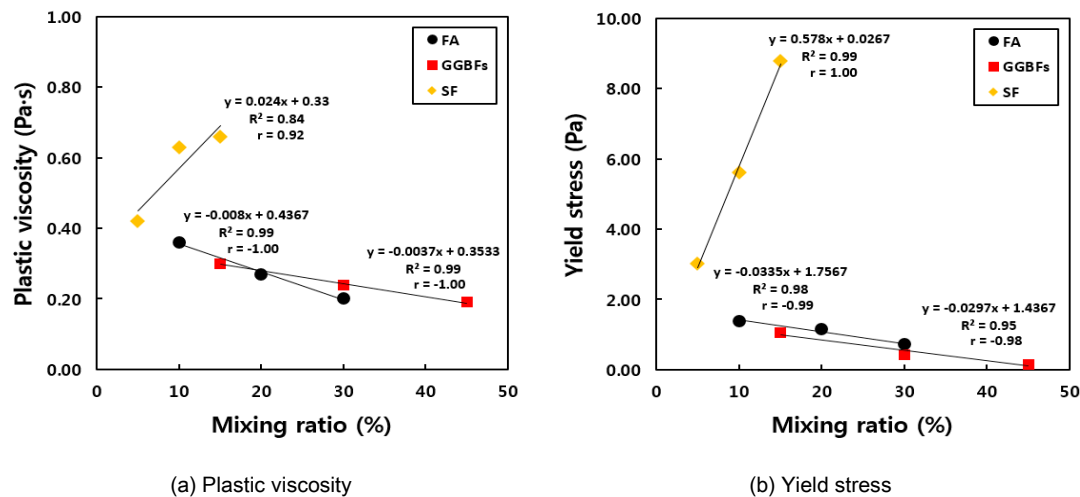 1.00
0.80
0.60
0.40
0.20
0.00
Plastic viscosity (Pa·s)
FA
GGBFs
SF
y = 0.024x + 0.33
R² = 0.84
r = 0.92
y = -0.008x + 0.4367
R² = 0.99
r = -1.00
y = -0.0037x + 0.3533
R² = 0.99
r = -1.00
0 10 20 30 40 50
Mixing ratio (%)
(a) Plastic viscosity
10.00
8.00
6.00
4.00
2.00
0.00
Yield stress (Pa)
y = 0.578x + 0.0267
R² = 0.99
r = 1.00
FA
GGBFs
SF
y = -0.0335x + 1.7567
R² = 0.98
r = -0.99
y = -0.0297x + 1.4367
R² = 0.95
r = -0.98
0 10 20 30 40 50
Mixing ratio (%)
(b) Yield stress